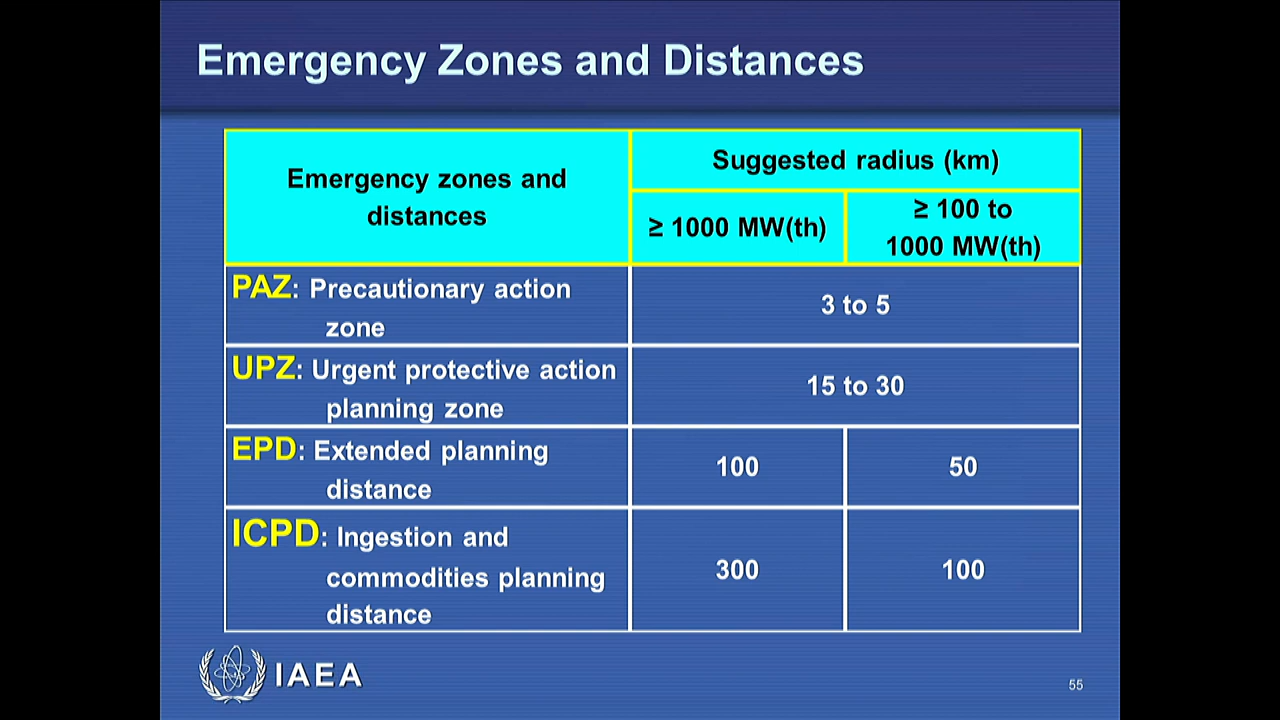 Emergency Zones and Distances
Emergency zones and
distances
Suggested radius (km)
≥ 1000 MW(th)
≥ 100 to
1000 MW(th)
PAZ: Precautionary action
zone
3 to 5
UPZ: Urgent protective action
planning zone
15 to 30
EPD: Extended planning
distance
100
50
ICPD: Ingestion and
commodities planning
distance
300
100
IAEA
55